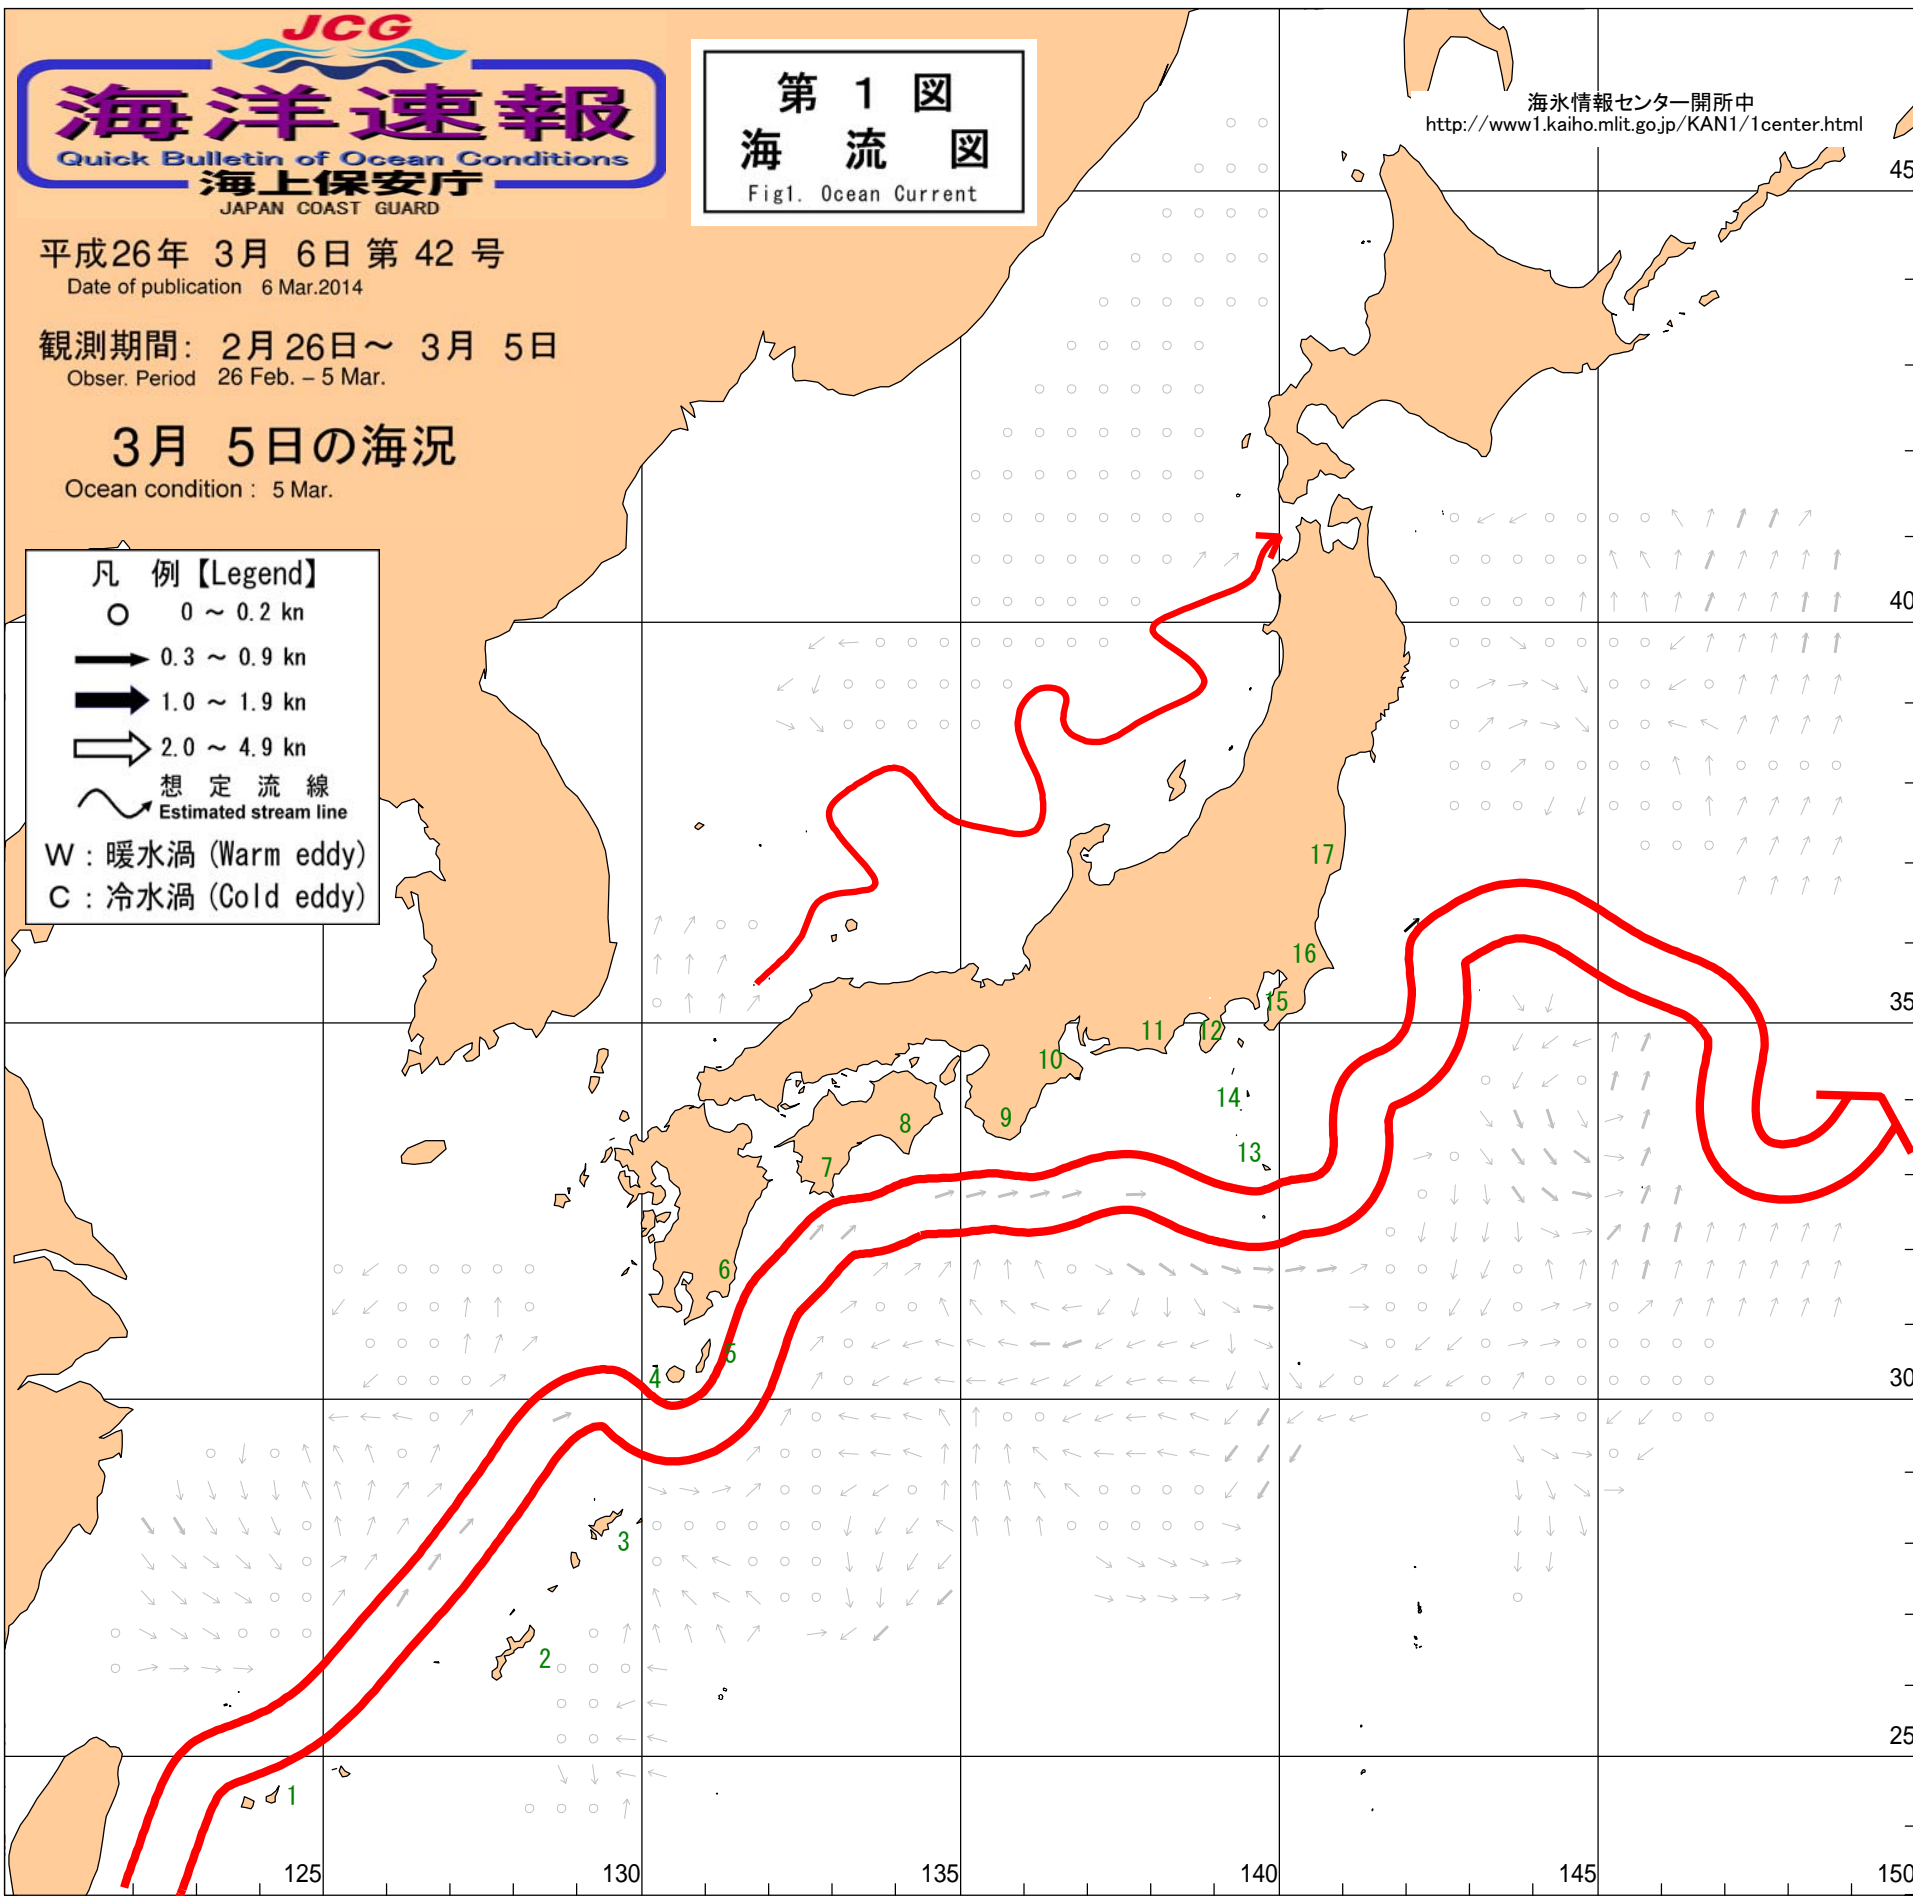 JCG
海洋速報
Quick Bulletin of Ocean Conditions
海上保安庁
JAPAN COAST GUARD
第 1 図
海 流 図
Fig1. Ocean Current
海氷情報センター開所中
http://www1.kaiho.mlit.go.jp/KAN1/1center.html
平成26年 3月 6日 第 42 号
Date of publication 6 Mar.2014
観測期間: 2月26日～ 3月 5日
Obser. Period 26 Feb. – 5 Mar.
3月 5日の海況
Ocean condition : 5 Mar.
凡 例【Legend】
0 ～ 0.2 kn
0.3 ～ 0.9 kn
1.0 ～ 1.9 kn
2.0 ～ 4.9 kn
想 定 流 線
Estimated stream line
W : 暖水渦 (Warm eddy)
C : 冷水渦 (Cold eddy)
45
40
17
16
15
35
12
11
10
14
9
8
13
7
6
5
4
30
3
2
25
1
125
130
135
140
145
150